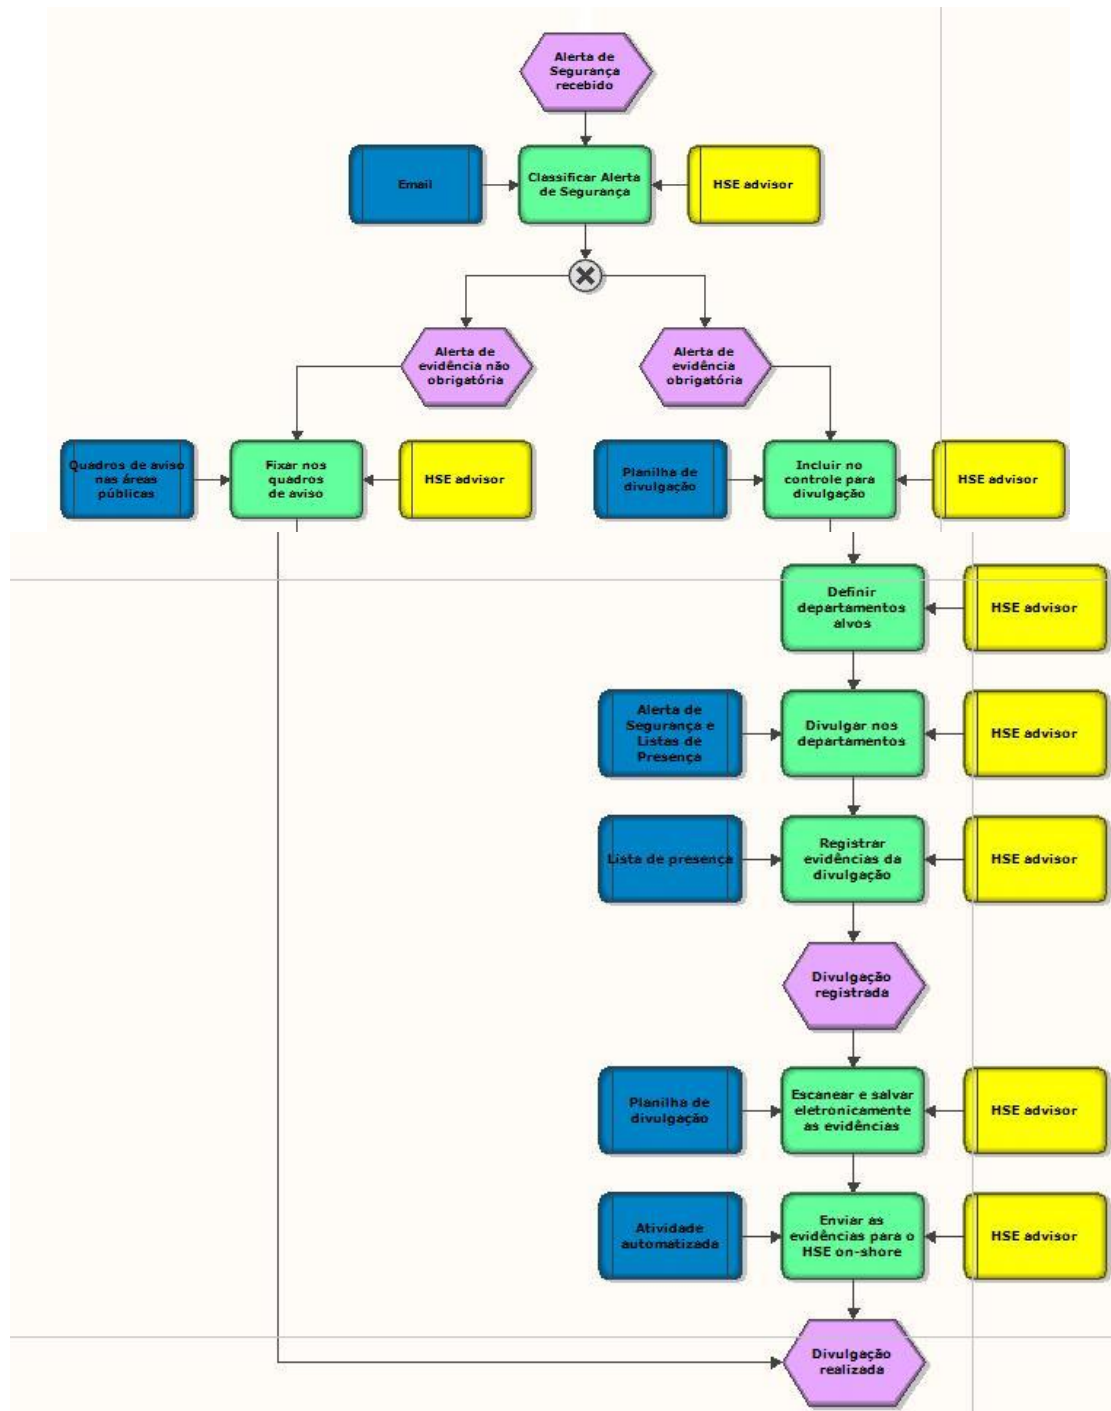 Alerta de
Segurança
recebido
Email
Classificar Alerta
de Segurança
HSE advisor
Alerta de
evidência não
obrigatória
Alerta de
evidência
obrigatória
Quadros de aviso
nas áreas
públicas
Fixar nos
quadros
de aviso
HSE advisor
Planilha de
divulgação
Incluir no
controle para
divulgação
HSE advisor
Definir
departamentos
alvos
HSE advisor
Alerta de
Segurança e
Listas de
Presença
Divulgar nos
departamentos
HSE advisor
Lista de presença
Registrar
evidências da
divulgação
HSE advisor
Divulgação
registrada
Planilha de
divulgação
Escanear e salvar
eletronicamente
as evidências
HSE advisor
Atividade
automatizada
Enviar as
evidências para o
HSE on-shore
HSE advisor
Divulgação
realizada